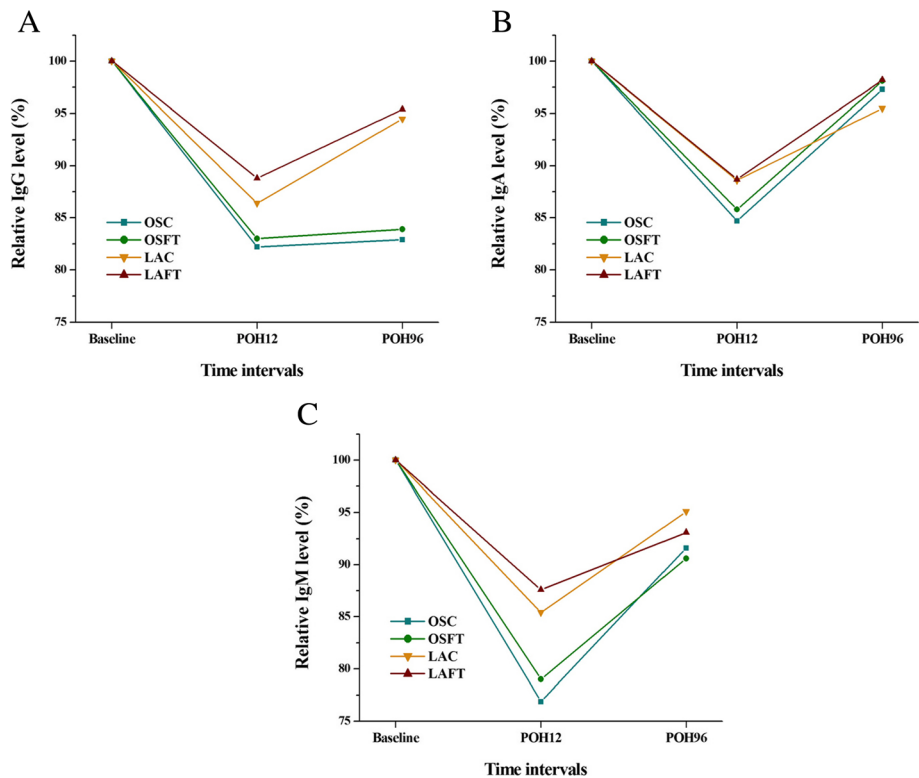 A
Relative IgG level (%)
100
95
90
85
80
75
OSC
OSFT
LAC
LAFT
Baseline
POH12
POH96
Time intervals
B
Relative IgA level (%)
100
95
90
85
80
75
OSC
OSFT
LAC
LAFT
Baseline
POH12
POH96
Time intervals
C
Relative IgM level (%)
100
95
90
85
80
75
OSC
OSFT
LAC
LAFT
Baseline
POH12
POH96
Time intervals